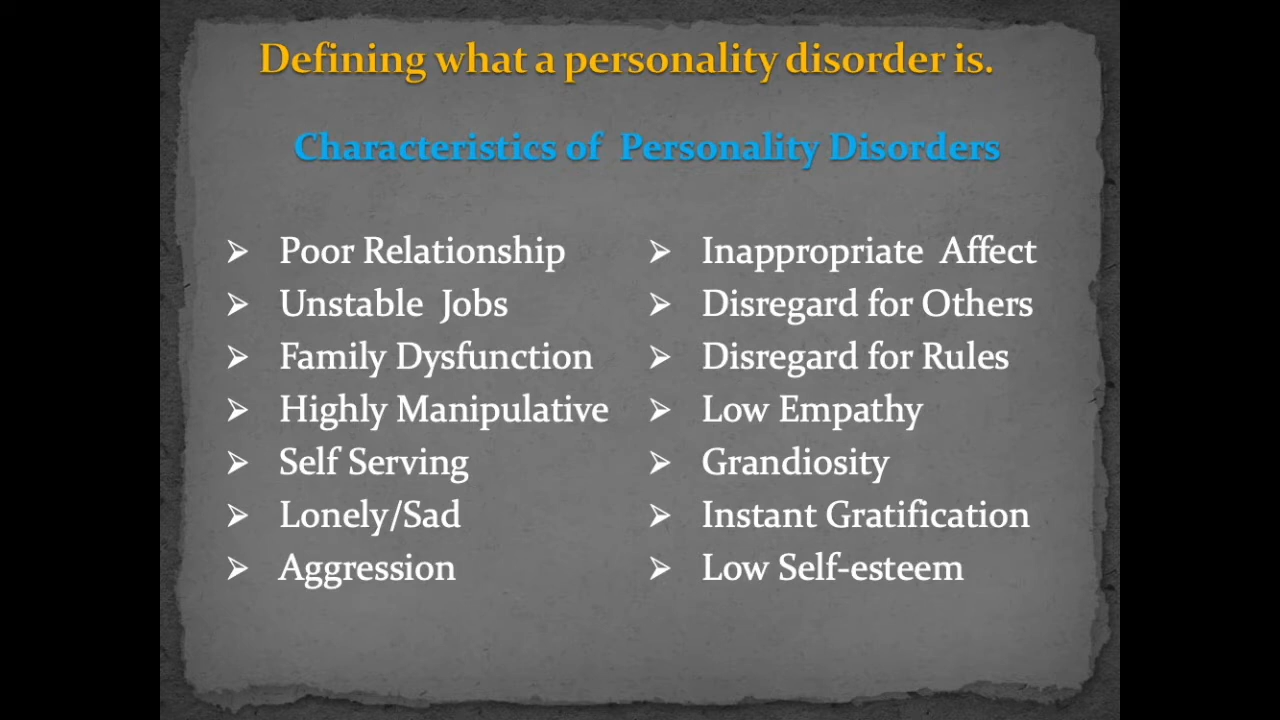 Defining what a personality disorder is.
Characteristics of Personality Disorders
➢ Poor Relationship
➢ Unstable Jobs
➢ Family Dysfunction
➢ Highly Manipulative
➢ Self Serving
➢ Lonely/Sad
➢ Aggression
➢ Inappropriate Affect
➢ Disregard for Others
➢ Disregard for Rules
➢ Low Empathy
➢ Grandiosity
➢ Instant Gratification
➢ Low Self-esteem